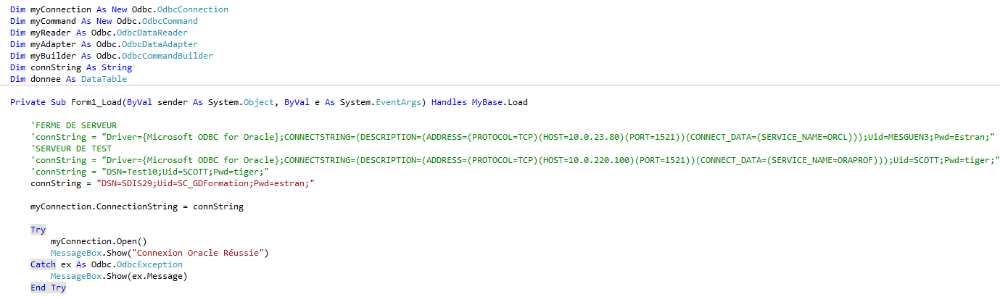 Dim myConnection As New Odbc.OdbcConnection
Dim myCommand As New Odbc.OdbcCommand
Dim myReader As Odbc.OdbcDataReader
Dim myAdapter As Odbc.OdbcDataAdapter
Dim myBuilder As Odbc.OdbcCommandBuilder
Dim connString As String
Dim donnee As DataTable
Private Sub Form1_Load(ByVal sender As System.Object, ByVal e As System.EventArgs) Handles MyBase.Load
'FERME DE SERVEUR
'connString = "Driver={Microsoft ODBC for Oracle};CONNECTSTRING=(DESCRIPTION=(ADDRESS=(PROTOCOL=TCP)(HOST=10.0.23.80)(PORT=1521))(CONNECT_DATA=(SERVICE_NAME=ORCL)));Uid=MESGUEN3;Pwd=Estran;"
'SERVEUR DE TEST
'connString = "Driver={Microsoft ODBC for Oracle};CONNECTSTRING=(DESCRIPTION=(ADDRESS=(PROTOCOL=TCP)(HOST=10.0.220.100)(PORT=1521))(CONNECT_DATA=(SERVICE_NAME=ORAPROF)));Uid=SCOTT;Pwd=tiger;"
'connString = "DSN=Test10;Uid=SCOTT;Pwd=tiger;"
connString = "DSN=SDIS29;Uid=SC_GDFormation;Pwd=estran;"
myConnection.ConnectionString = connString
Try
myConnection.Open()
MessageBox.Show("Connexion Oracle Réussie")
Catch ex As Odbc.OdbcException
MessageBox.Show(ex.Message)
End Try